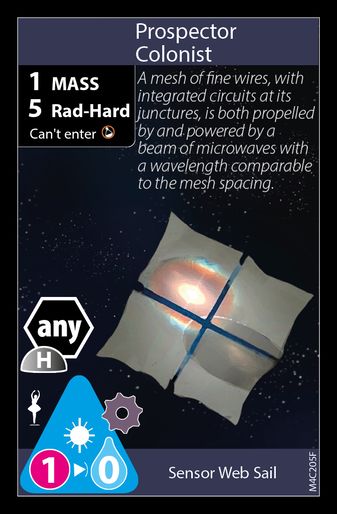 Prospector
Colonist
1 MASS
5 Rad-Hard
Can't enter
A mesh of fine wires, with
integrated circuits at its
junctures, is both propelled
by and powered by a
beam of microwaves with
a wavelength comparable
to the mesh spacing.
any
H
1 0
Sensor Web Sail
M4C205F